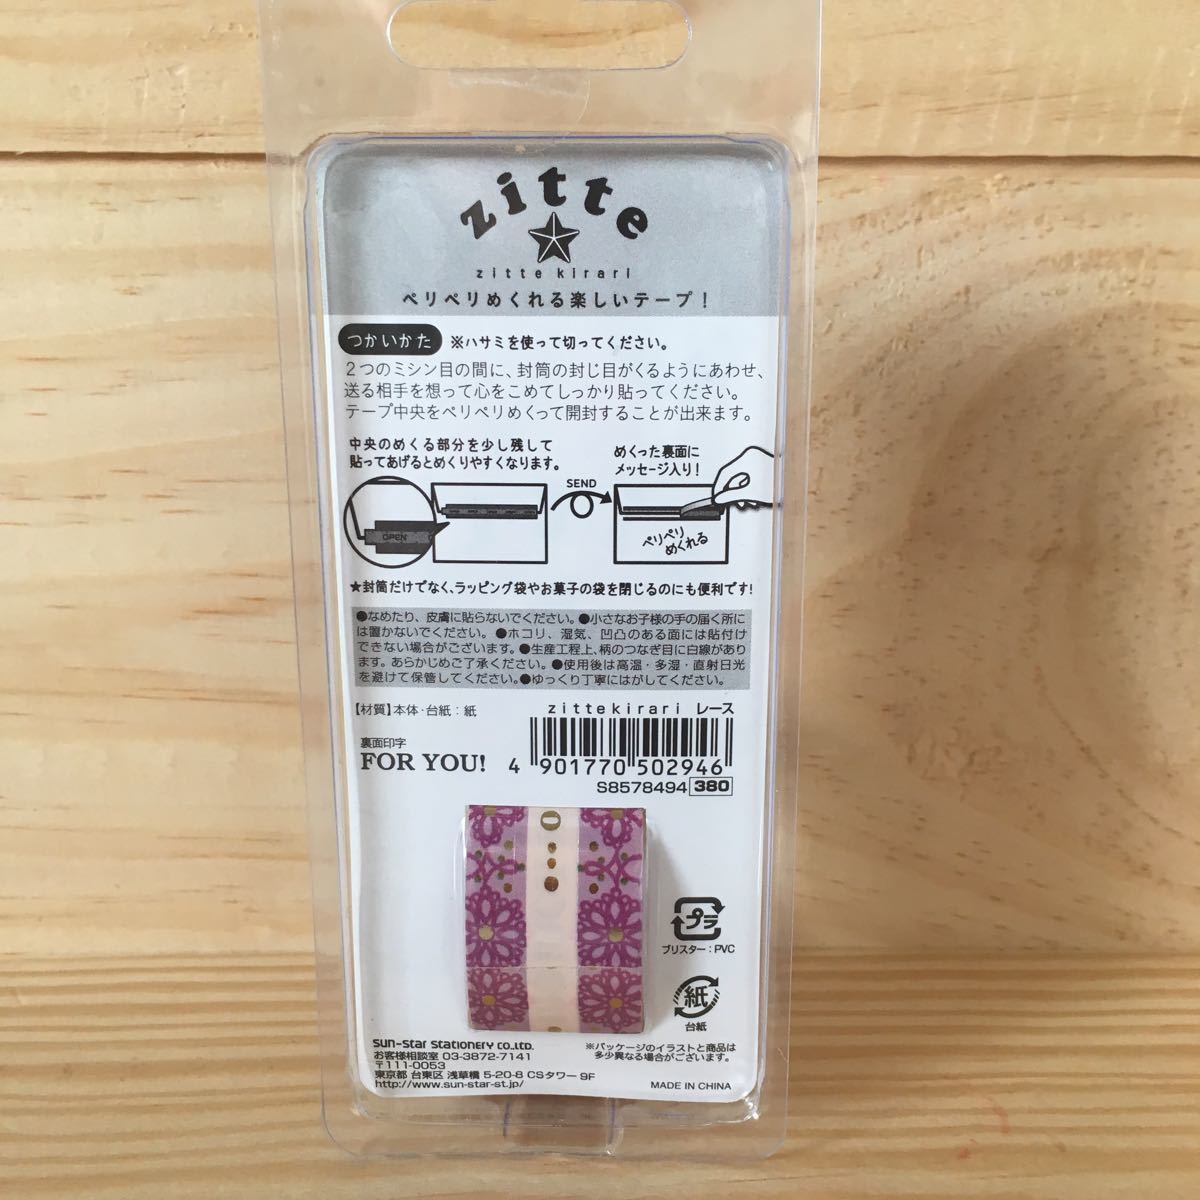 zitte
zitte kirari
ペリペリめくれる楽しいテープ！
つかいかた ※ハサミを使って切ってください。
2つのミシン目の間に、封筒の封じ目がくるようにあわせ、
送る相手を想って心をこめてしっかり貼ってください。
テープ中央をペリペリめくって開封することが出来ます。
中央のめくる部分を少し残して
貼ってあげるとめくりやすくなります。
めくった裏面に
メッセージ入り！
SEND
OPEN
ペリペリ
めくれる
★封筒だけでなく、ラッピング袋やお菓子の袋を閉じるのにも便利です！
●なめたり、皮膚に貼らないでください。●小さなお子様の手の届く所に
は置かないでください。●ホコリ、湿気、凹凸のある面には貼付け
できない場合がございます。●生産工程上、柄のつなぎ目に白線があり
ます。あらかじめご了承ください。●使用後は高温・多湿・直射日光
を避けて保管してください。●ゆっくり丁寧にはがしてください。
【材質】本体・台紙：紙
zittekirari レース
裏面印字
FOR YOU!
4 901770 502946
S8578494 380
プラ
ブリスター：PVC
紙
台紙
sun-star stationery co.,ltd.
お客様相談室 03-3872-7141
〒111-0053
東京都 台東区 浅草橋 5-20-8 CSタワー 9F
http://www.sun-star-st.jp/
※パッケージのイラストと商品は
多少異なる場合がございます。
MADE IN CHINA